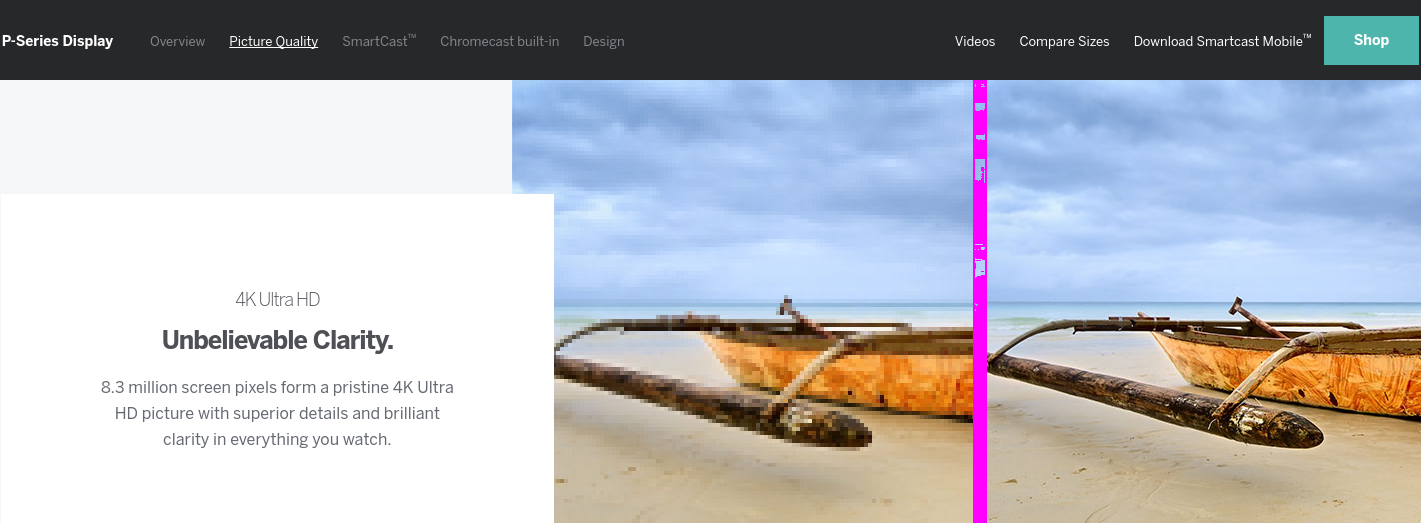 P-Series Display Overview Picture Quality SmartCast™ Chromecast built-in Design Videos Compare Sizes Download Smartcast Mobile™ Shop
4K Ultra HD
Unbelievable Clarity.
8.3 million screen pixels form a pristine 4K Ultra
HD picture with superior details and brilliant
clarity in everything you watch.